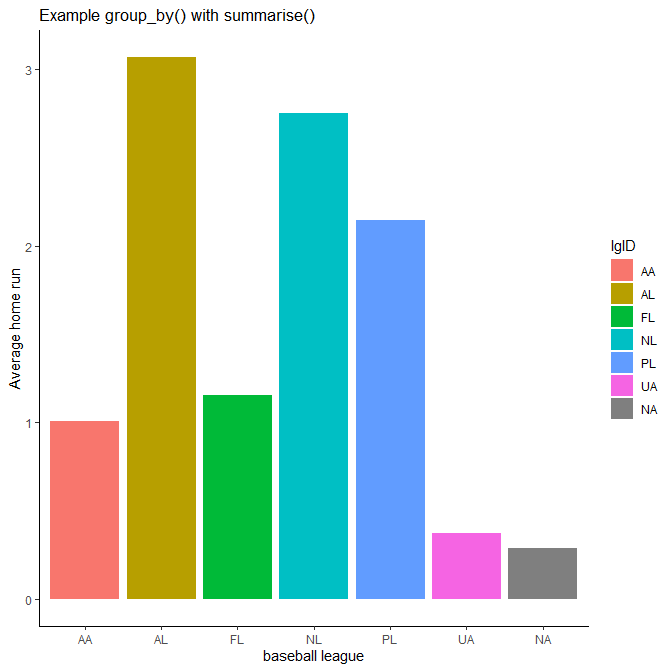 Example group_by() with summarise()
3
2
1
0
Average home run
AA AL FL NL PL UA NA
baseball league
lgID
AA
AL
FL
NL
PL
UA
NA